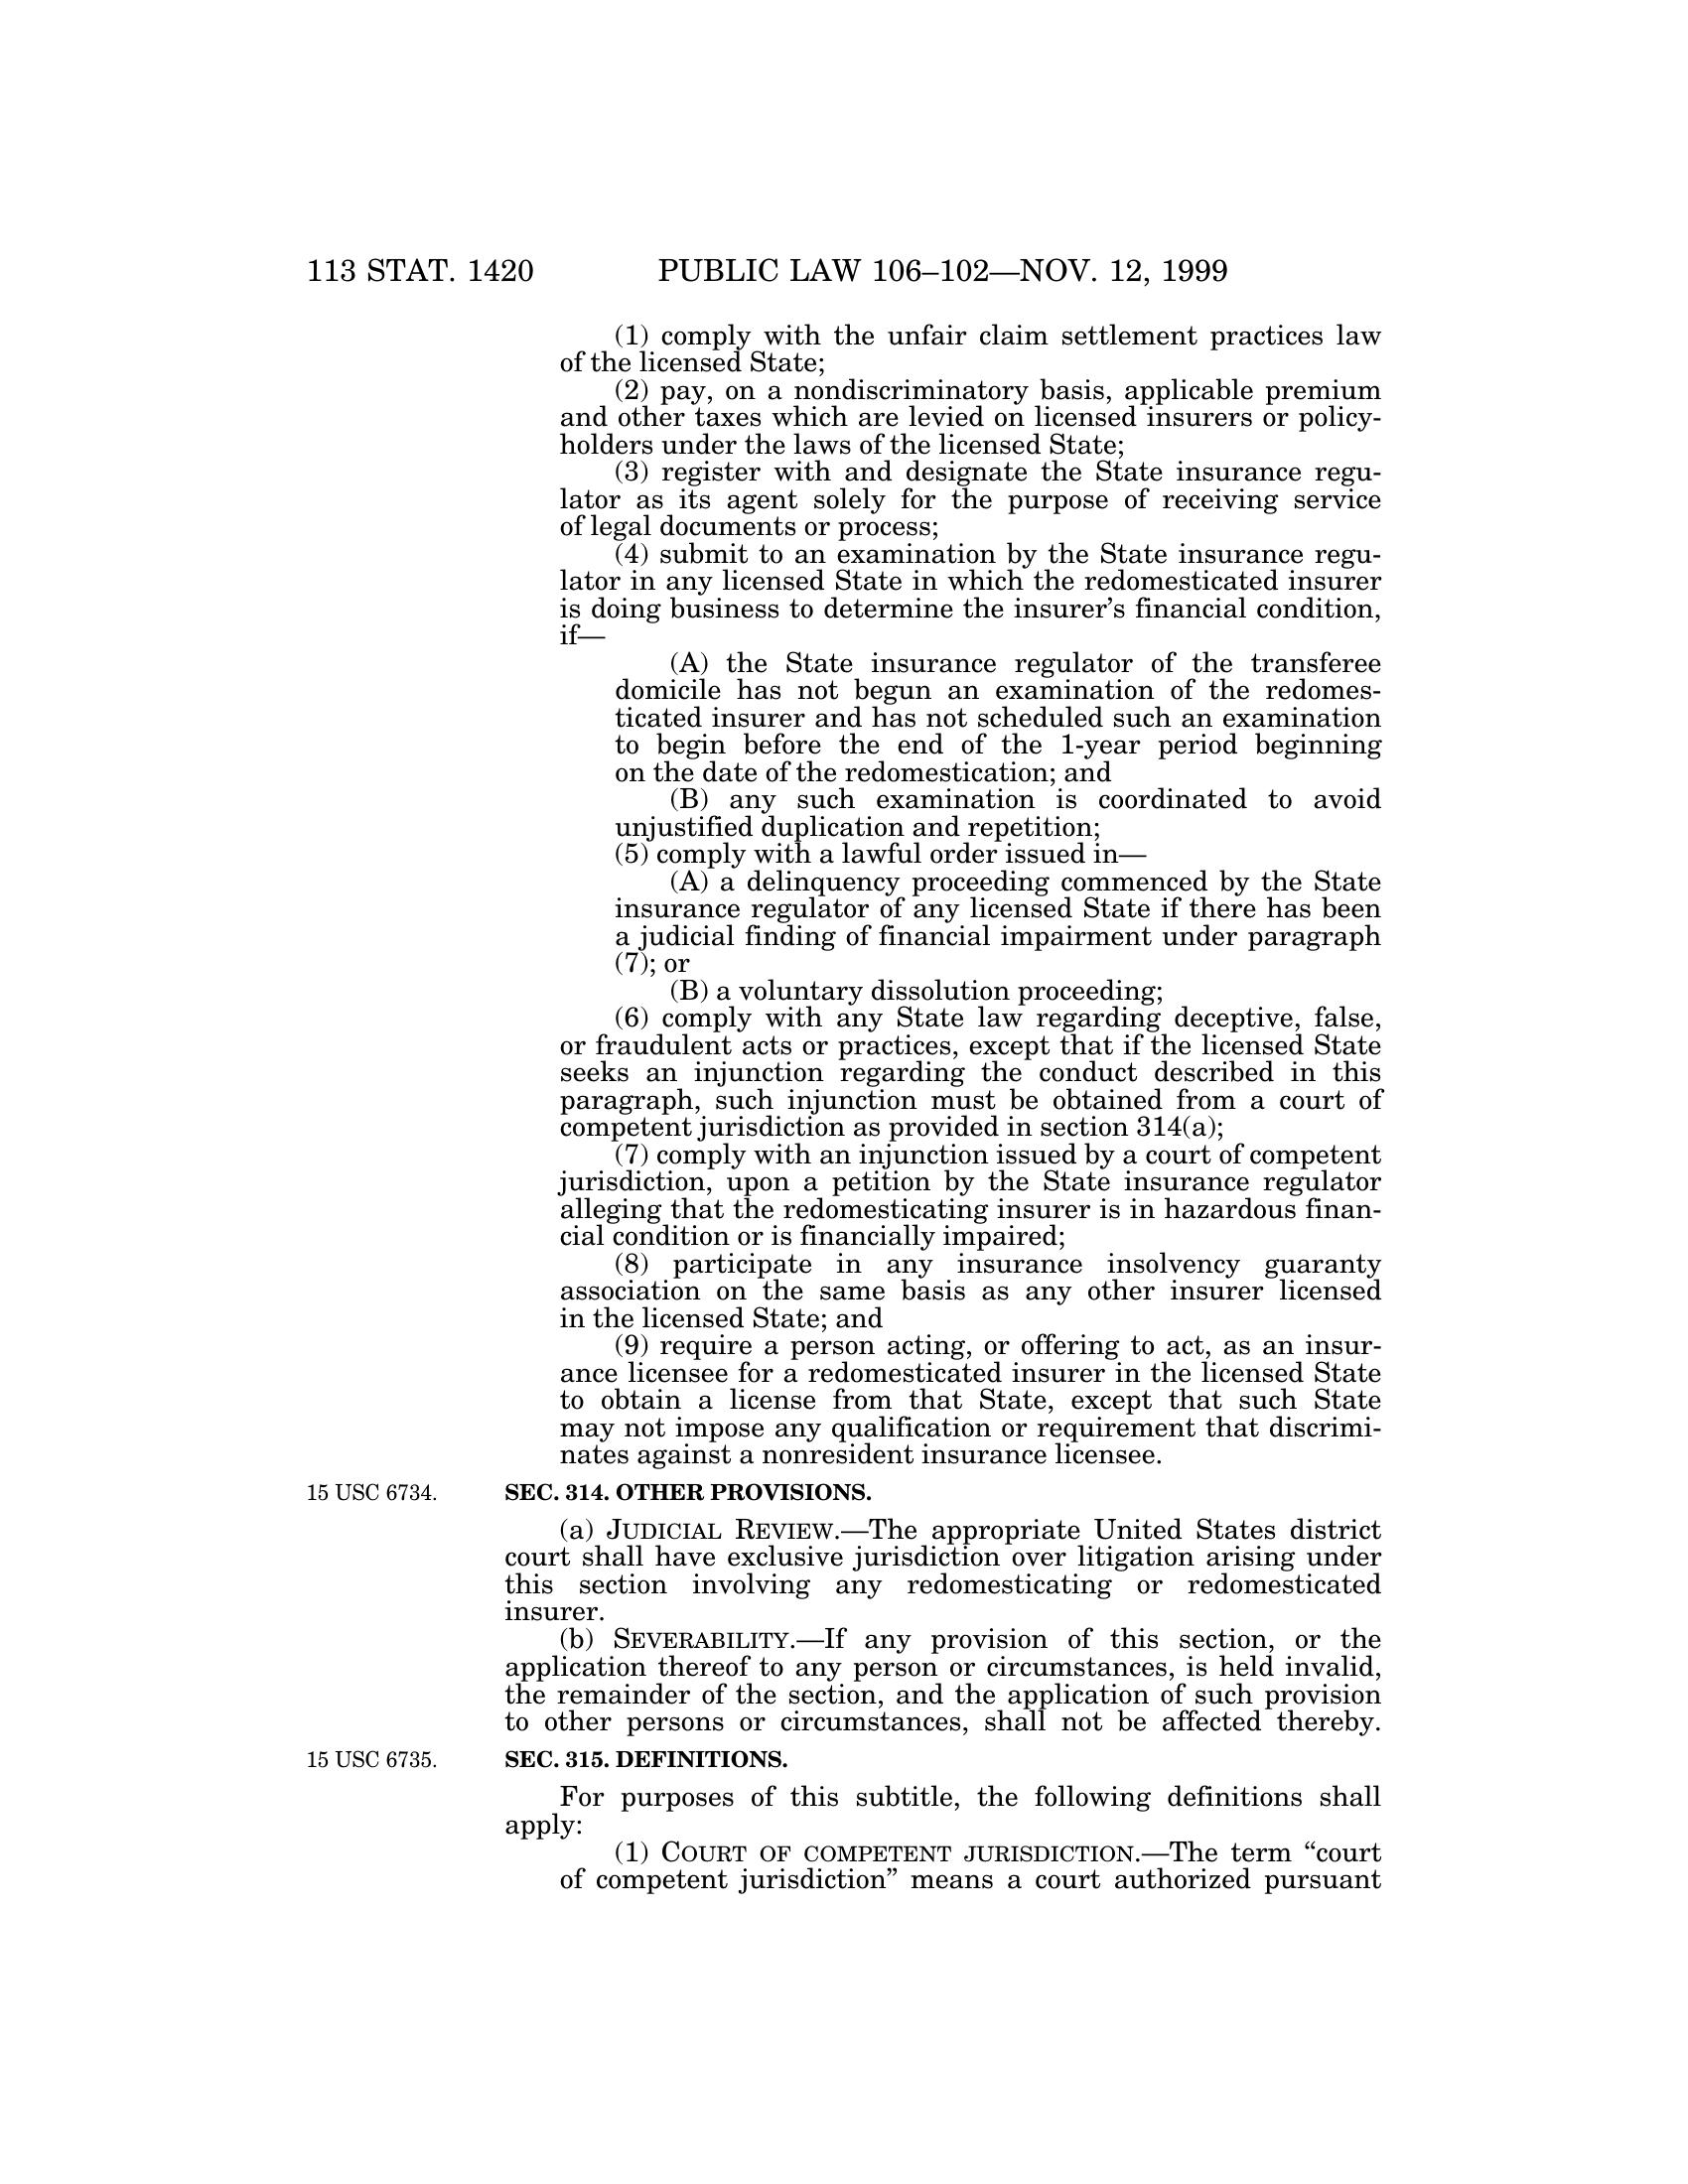 113 STAT. 1420 PUBLIC LAW 106–102—NOV. 12, 1999
(1) comply with the unfair claim settlement practices law
of the licensed State;
(2) pay, on a nondiscriminatory basis, applicable premium
and other taxes which are levied on licensed insurers or policy-
holders under the laws of the licensed State;
(3) register with and designate the State insurance regu-
lator as its agent solely for the purpose of receiving service
of legal documents or process;
(4) submit to an examination by the State insurance regu-
lator in any licensed State in which the redomesticated insurer
is doing business to determine the insurer’s financial condition,
if—
(A) the State insurance regulator of the transferee
domicile has not begun an examination of the redomes-
ticated insurer and has not scheduled such an examination
to begin before the end of the 1-year period beginning
on the date of the redomestication; and
(B) any such examination is coordinated to avoid
unjustified duplication and repetition;
(5) comply with a lawful order issued in—
(A) a delinquency proceeding commenced by the State
insurance regulator of any licensed State if there has been
a judicial finding of financial impairment under paragraph
(7); or
(B) a voluntary dissolution proceeding;
(6) comply with any State law regarding deceptive, false,
or fraudulent acts or practices, except that if the licensed State
seeks an injunction regarding the conduct described in this
paragraph, such injunction must be obtained from a court of
competent jurisdiction as provided in section 314(a);
(7) comply with an injunction issued by a court of competent
jurisdiction, upon a petition by the State insurance regulator
alleging that the redomesticating insurer is in hazardous finan-
cial condition or is financially impaired;
(8) participate in any insurance insolvency guaranty
association on the same basis as any other insurer licensed
in the licensed State; and
(9) require a person acting, or offering to act, as an insur-
ance licensee for a redomesticated insurer in the licensed State
to obtain a license from that State, except that such State
may not impose any qualification or requirement that discrimi-
nates against a nonresident insurance licensee.
15 USC 6734. SEC. 314. OTHER PROVISIONS.
(a) JUDICIAL REVIEW.—The appropriate United States district
court shall have exclusive jurisdiction over litigation arising under
this section involving any redomesticating or redomesticated
insurer.
(b) SEVERABILITY.—If any provision of this section, or the
application thereof to any person or circumstances, is held invalid,
the remainder of the section, and the application of such provision
to other persons or circumstances, shall not be affected thereby.
15 USC 6735. SEC. 315. DEFINITIONS.
For purposes of this subtitle, the following definitions shall
apply:
(1) COURT OF COMPETENT JURISDICTION.—The term “court
of competent jurisdiction” means a court authorized pursuant